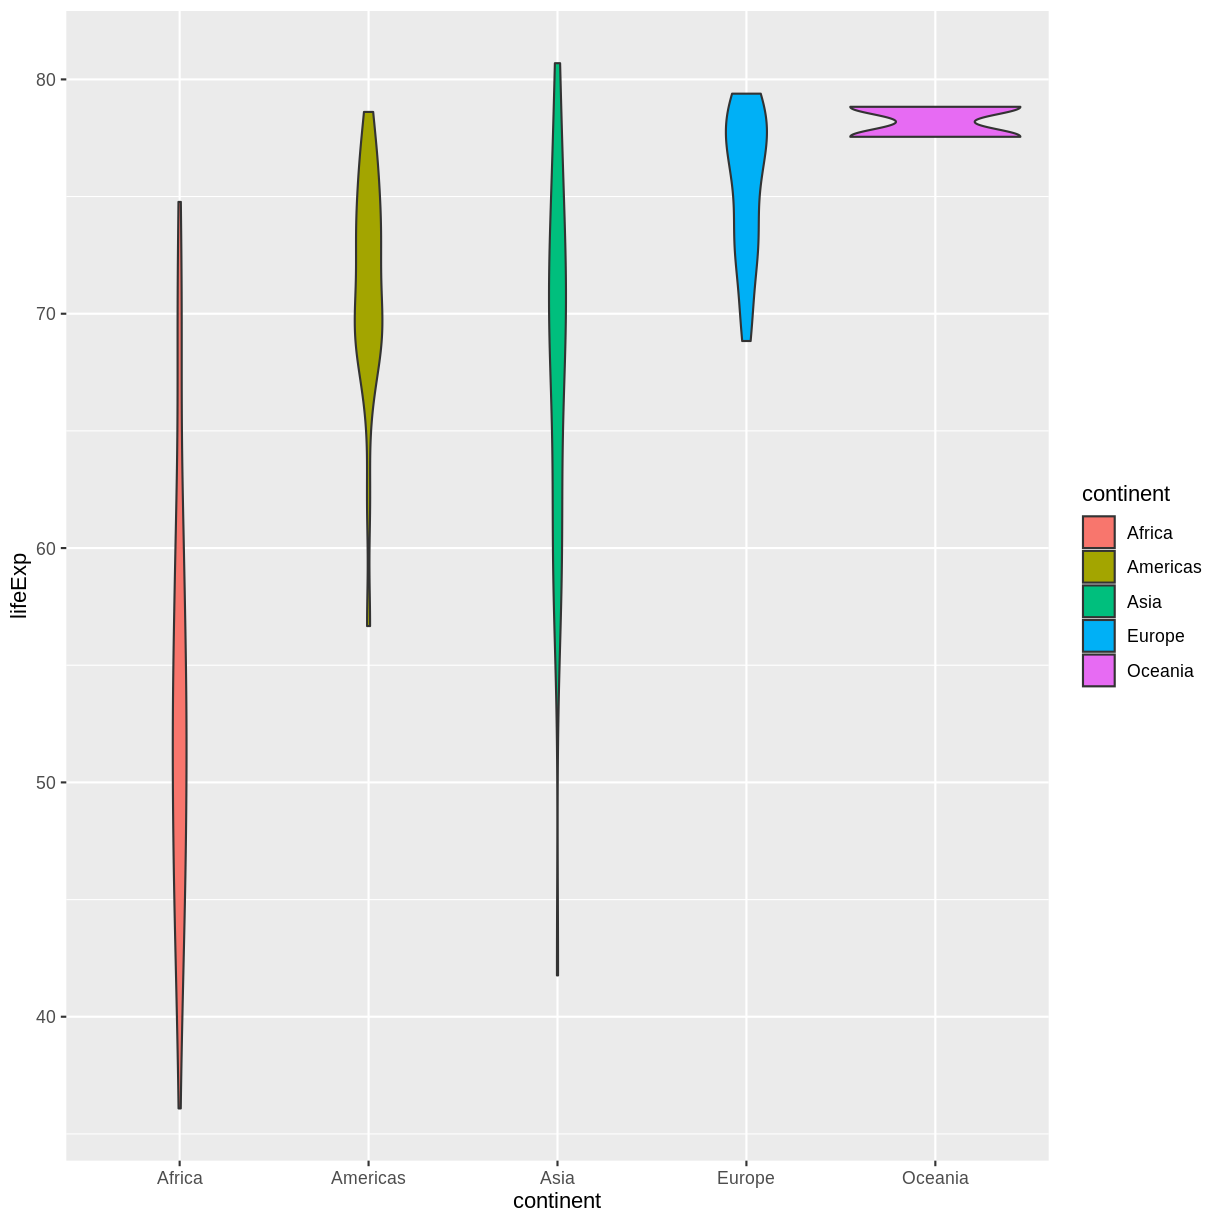 lifeExp
80
70
60
50
40
Africa
Americas
Asia
Europe
Oceania
continent
continent
Africa
Americas
Asia
Europe
Oceania